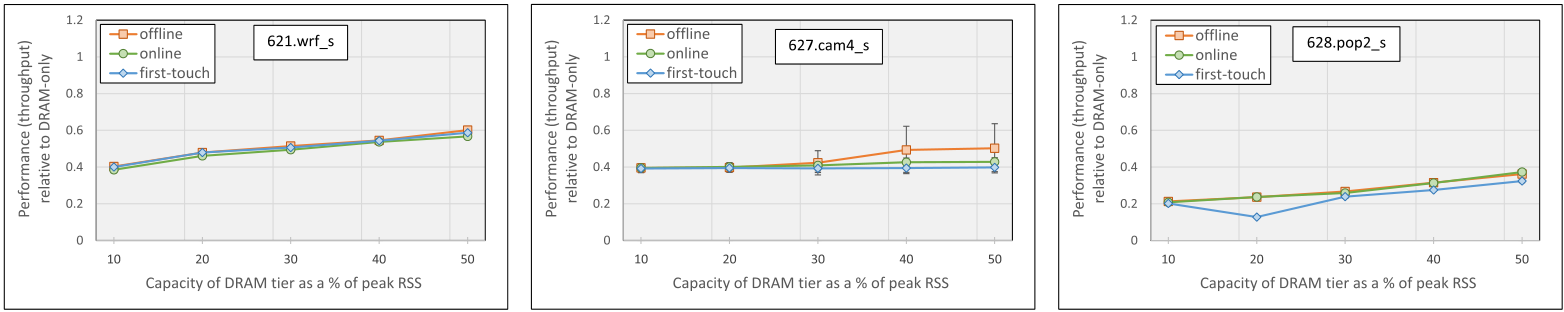 Performance (throughput)
relative to DRAM-only
1.2
1
0.8
0.6
0.4
0.2
0
offline
online
first-touch
621.wrf_s
10 20 30 40 50
Capacity of DRAM tier as a % of peak RSS
Performance (throughput)
relative to DRAM-only
1.2
1
0.8
0.6
0.4
0.2
0
offline
online
first-touch
627.cam4_s
10 20 30 40 50
Capacity of DRAM tier as a % of peak RSS
Performance (throughput)
relative to DRAM-only
1.2
1
0.8
0.6
0.4
0.2
0
offline
online
first-touch
628.pop2_s
10 20 30 40 50
Capacity of DRAM tier as a % of peak RSS